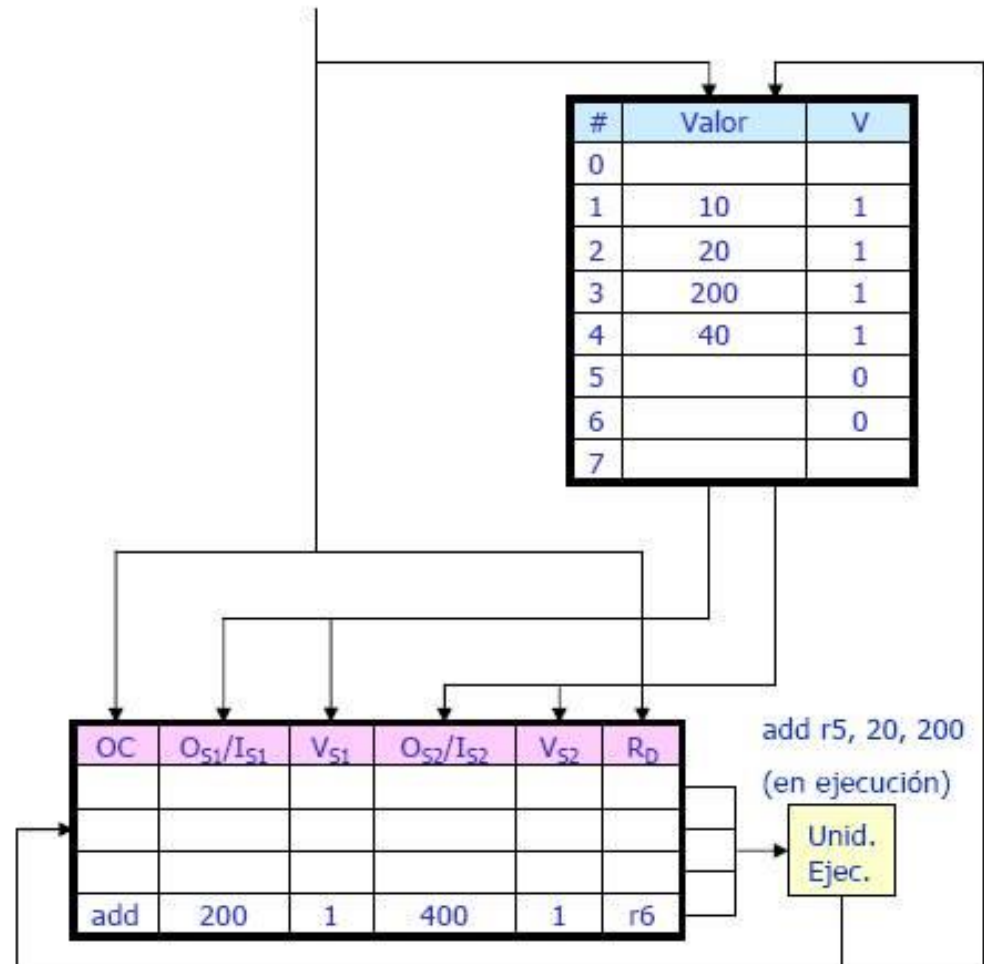 # Valor V
0
1 10 1
2 20 1
3 200 1
4 40 1
5 0
6 0
7
add r5, 20, 200
(en ejecución)
OC OS1/IS1 VS1 OS2/IS2 VS2 RD
Unid.
Ejec.
add 200 1 400 1 r6